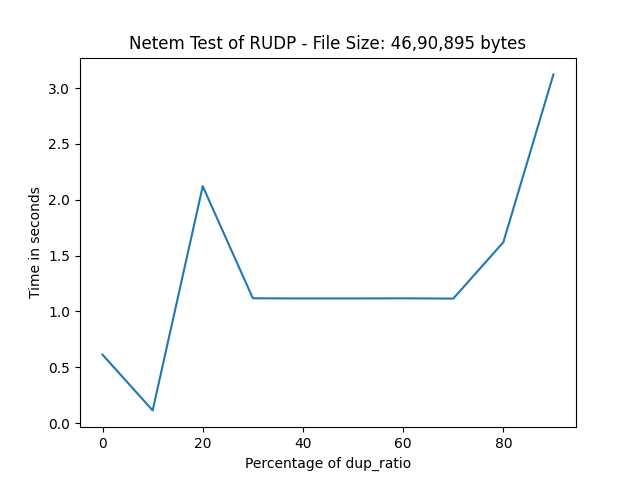 Netem Test of RUDP - File Size: 46,90,895 bytes
3.0
2.5
2.0
1.5
1.0
0.5
0.0
Time in seconds
0 20 40 60 80
Percentage of dup_ratio